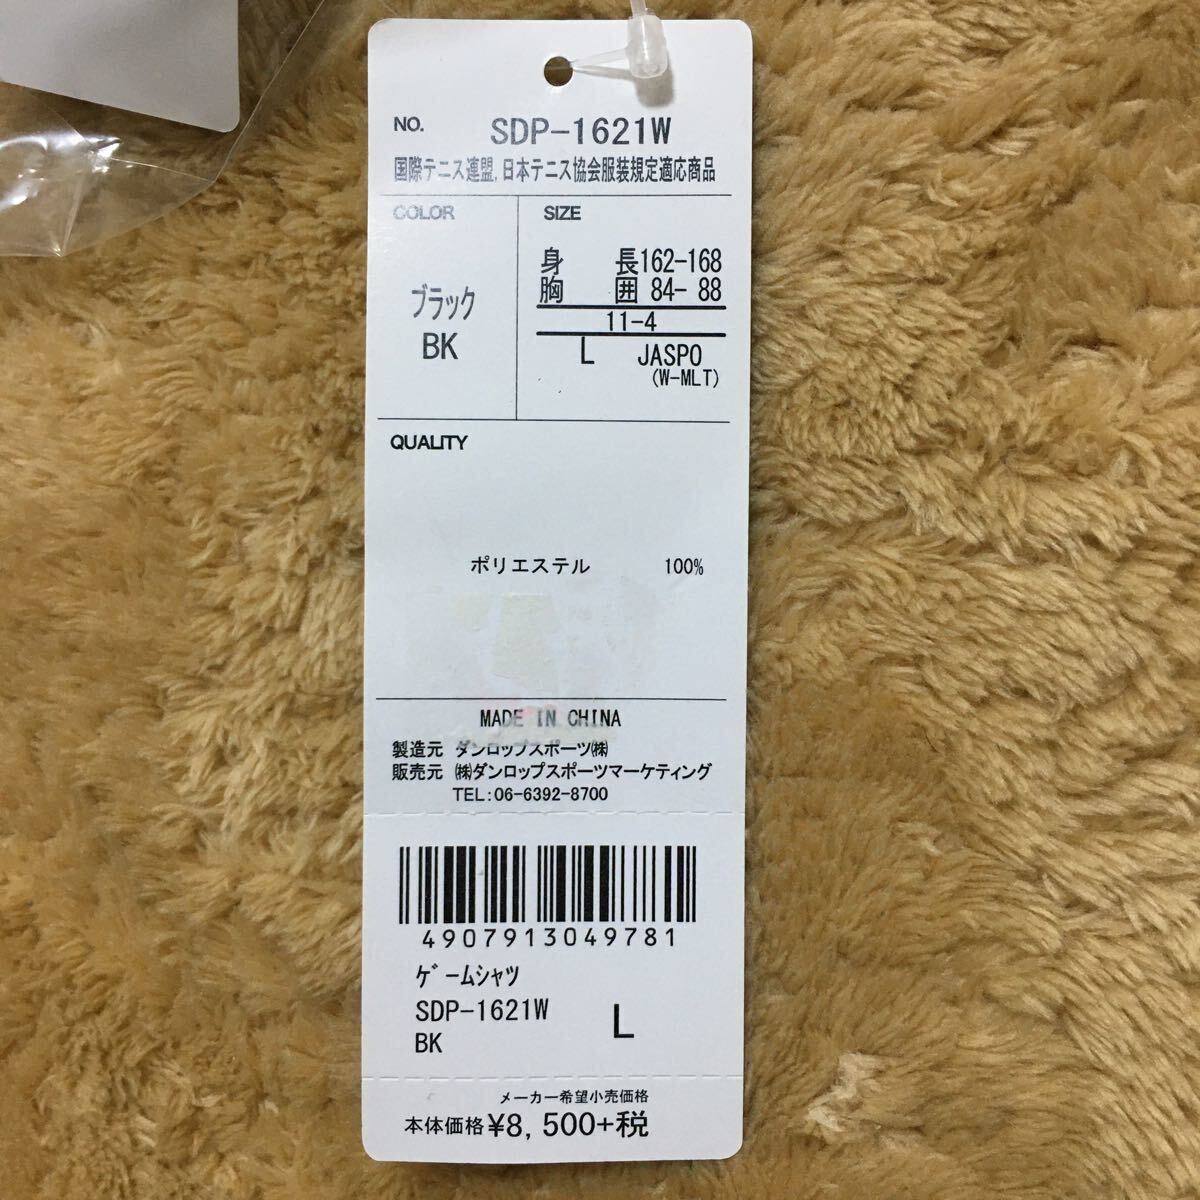 NO. SDP-1621W
国際テニス連盟,日本テニス協会服装規定適応商品
COLOR
ブラック
BK
SIZE
身 長162-168
胸 囲 84- 88
11-4
L JASPO
(W-MLT)
QUALITY
ポリエステル 100%
MADE IN CHINA
製造元 ダンロップスポーツ㈱
販売元 ㈱ダンロップスポーツマーケティング
TEL:06-6392-8700
4907913049781
ゲームシャツ
SDP-1621W
BK L
メーカー希望小売価格
本体価格¥8,500+税